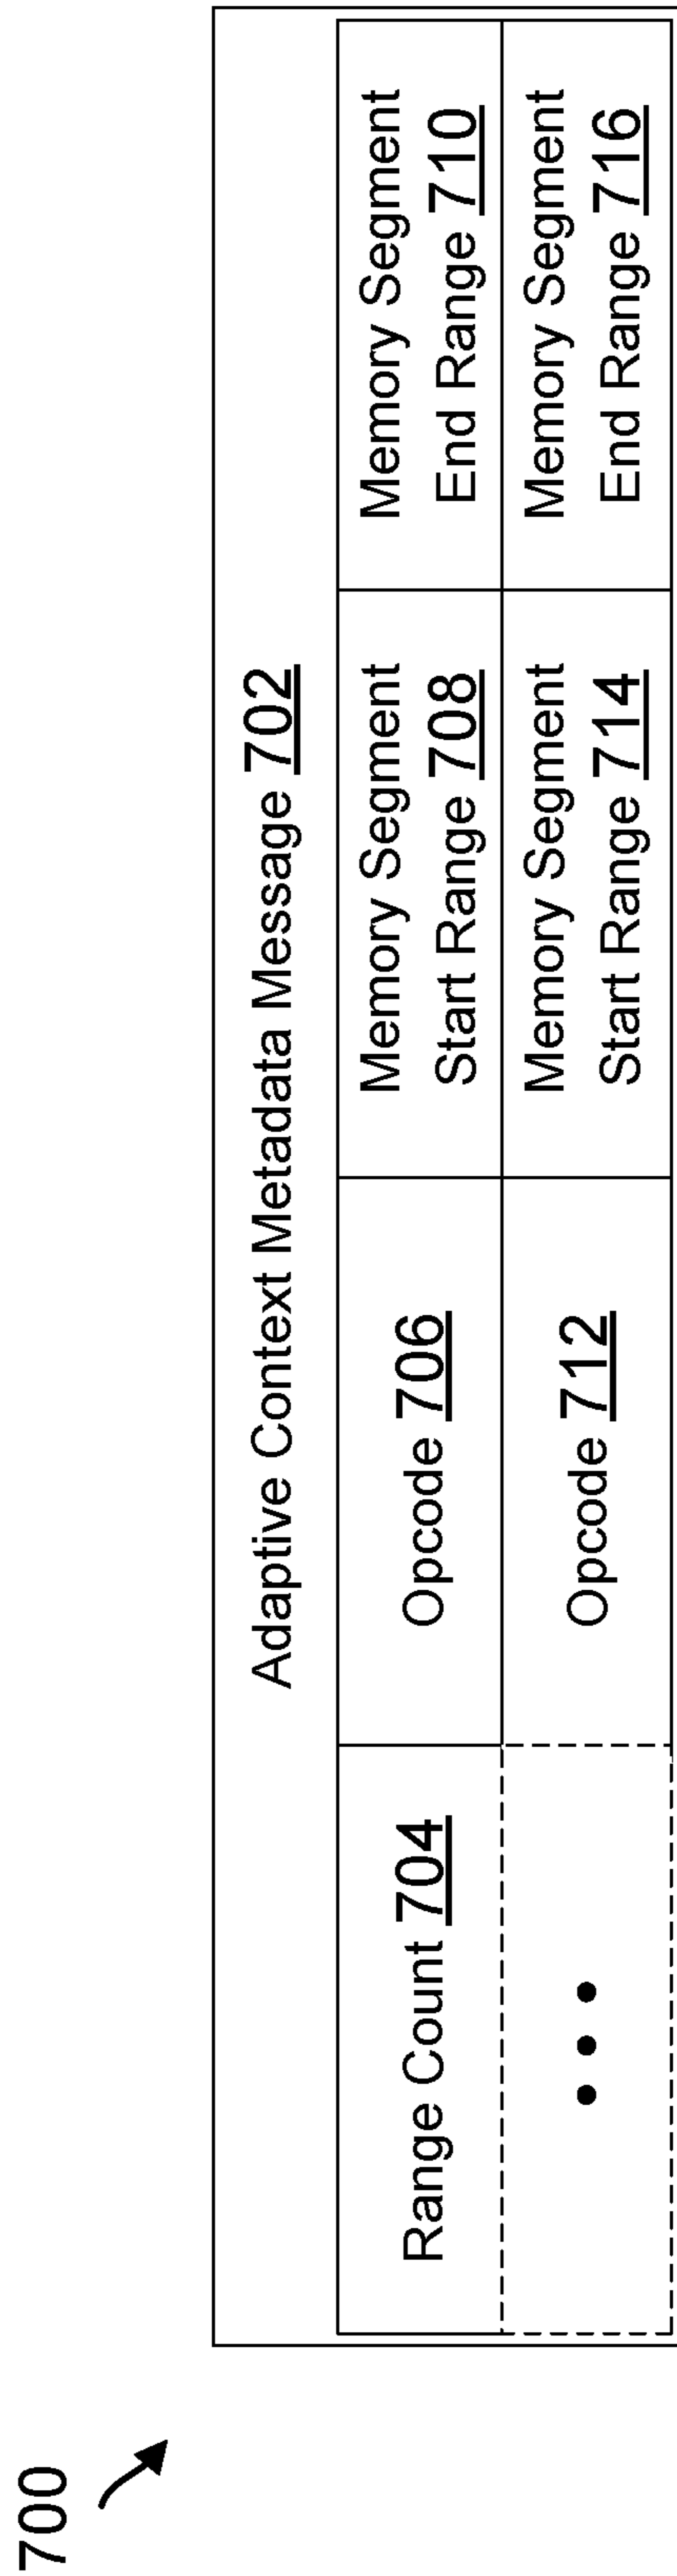 700
Adaptive Context Metadata Message 702
Range Count 704
Opcode 706
Memory Segment
Start Range 708
Memory Segment
End Range 710
• • •
Opcode 712
Memory Segment
Start Range 714
Memory Segment
End Range 716